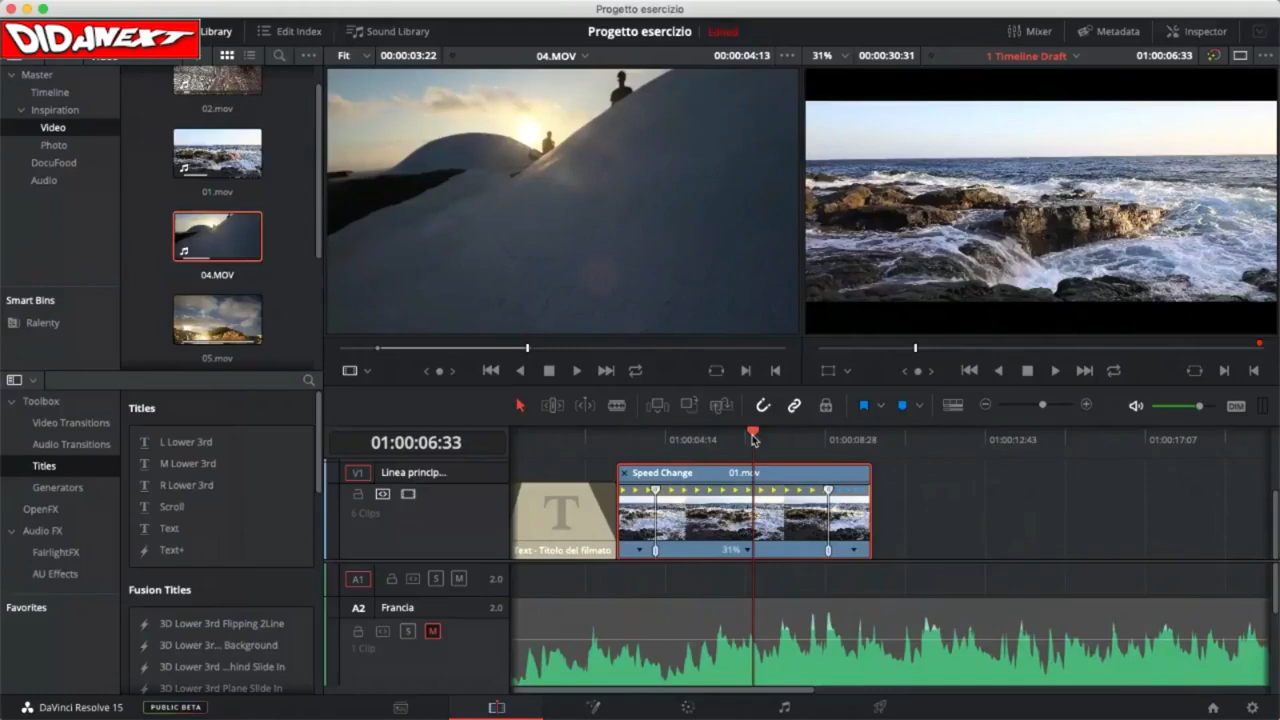 Progetto esercizio
DIDANEXT
Library
Edit Index
Sound Library
Progetto esercizio
Edited
Mixer
Metadata
Inspector
Fit
00:00:03:22
04.MOV
00:00:04:13
31%
00:00:30:31
1 Timeline Draft
01:00:06:33
Master
Timeline
Inspiration
Video
Photo
DocuFood
Audio
Smart Bins
Ralenty
02.mov
01.mov
04.MOV
05.mov
Toolbox
Video Transitions
Audio Transitions
Titles
Generators
OpenFX
Audio FX
FairlightFX
AU Effects
Favorites
Titles
L Lower 3rd
M Lower 3rd
R Lower 3rd
Scroll
Text
Text+
Fusion Titles
3D Lower 3rd Flipping 2Line
3D Lower 3r... Background
3D Lower 3rd ...hind Slide In
3D Lower 3rd Plane Slide In
DIM
01:00:06:33
01:00:04:14
01:00:08:28
01:00:12:43
01:00:17:07
V1
Linea princip...
6 Clips
Speed Change
01.mov
T
Text - Titolo del filmato
31%
A1
S
M
2.0
A2
Francia
2.0
S
M
1 Clip
DaVinci Resolve 15
PUBLIC BETA